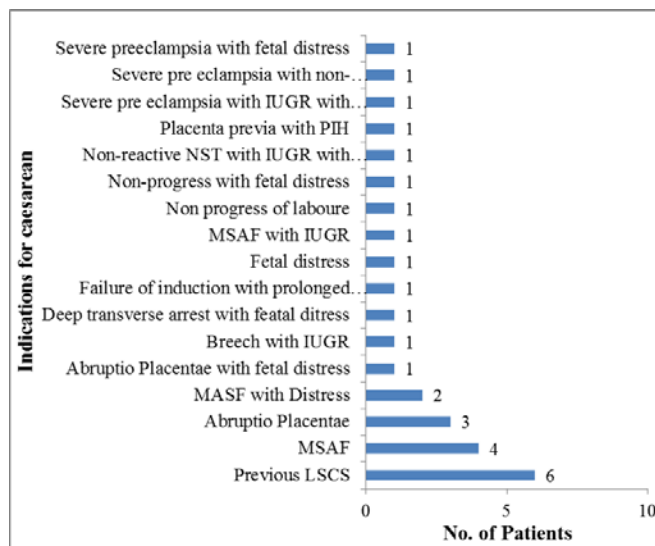 Indications for caesarean
Severe preeclampsia with fetal distress 1
Severe pre eclampsia with non-… 1
Severe pre eclampsia with IUGR with… 1
Placenta previa with PIH 1
Non-reactive NST with IUGR with… 1
Non-progress with fetal distress 1
Non progress of laboure 1
MSAF with IUGR 1
Fetal distress 1
Failure of induction with prolonged… 1
Deep transverse arrest with featal ditress 1
Breech with IUGR 1
Abruptio Placentae with fetal distress 1
MASF with Distress 2
Abruptio Placentae 3
MSAF 4
Previous LSCS 6
0 5 10
No. of Patients